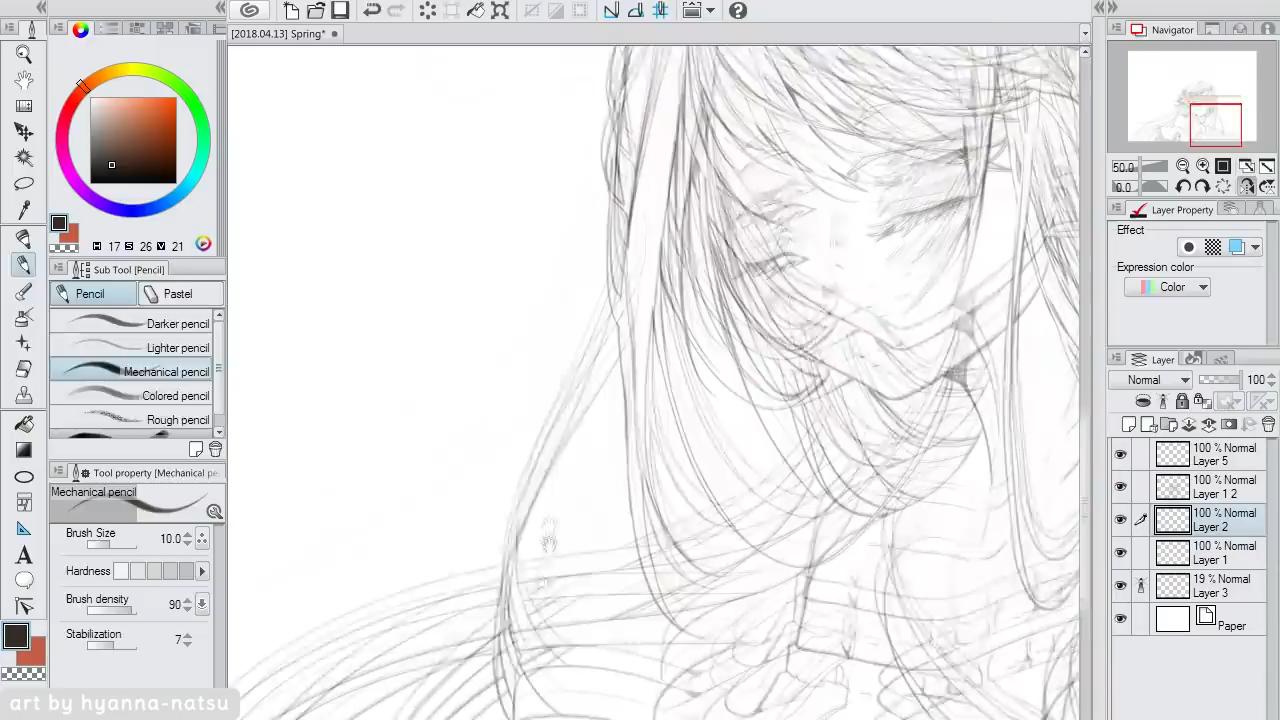 [2018.04.13] Spring*
Navigator
50.0
0.0
Layer Property
Effect
Expression color
Color
H 17 S 26 V 21
Sub Tool [Pencil]
Pencil
Pastel
Darker pencil
Lighter pencil
Mechanical pencil
Colored pencil
Rough pencil
Tool property [Mechanical pe
Mechanical pencil
Brush Size 10.0
Hardness
Brush density 90
Stabilization 7
Layer
Normal 100
100 % Normal
Layer 5
100 % Normal
Layer 1 2
100 % Normal
Layer 2
100 % Normal
Layer 1
19 % Normal
Layer 3
Paper
art by hyanna-natsu